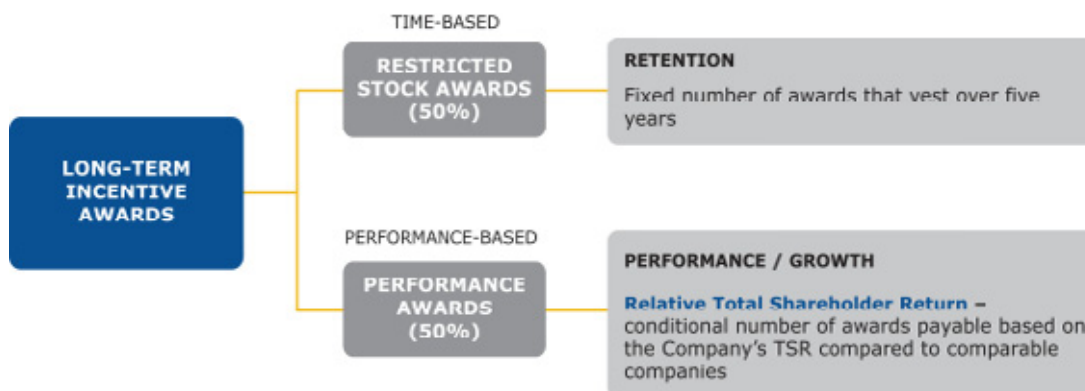 TIME-BASED
RESTRICTED
STOCK AWARDS
(50%)
RETENTION
Fixed number of awards that vest over five
years
LONG-TERM
INCENTIVE
AWARDS
PERFORMANCE-BASED
PERFORMANCE
AWARDS
(50%)
PERFORMANCE / GROWTH
Relative Total Shareholder Return –
conditional number of awards payable based on
the Company’s TSR compared to comparable
companies